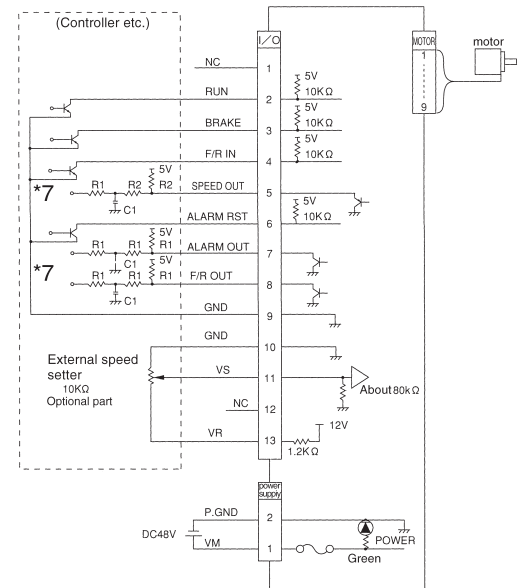 (Controller etc.)
I/O
MOTOR
motor
1
9
NC
1
5V
10KΩ
RUN
2
5V
10KΩ
BRAKE
3
5V
10KΩ
F/R IN
4
*7
R1
R2
5V
R2
C1
SPEED OUT
5
5V
10KΩ
ALARM RST
6
*7
R1
R1
5V
R1
C1
ALARM OUT
7
R1
R1
5V
R1
C1
F/R OUT
8
GND
9
GND
10
External speed
setter
10KΩ
Optional part
VS
11
About 80kΩ
NC
12
12V
VR
13
1.2KΩ
power
supply
P.GND
2
DC48V
VM
1
POWER
Green